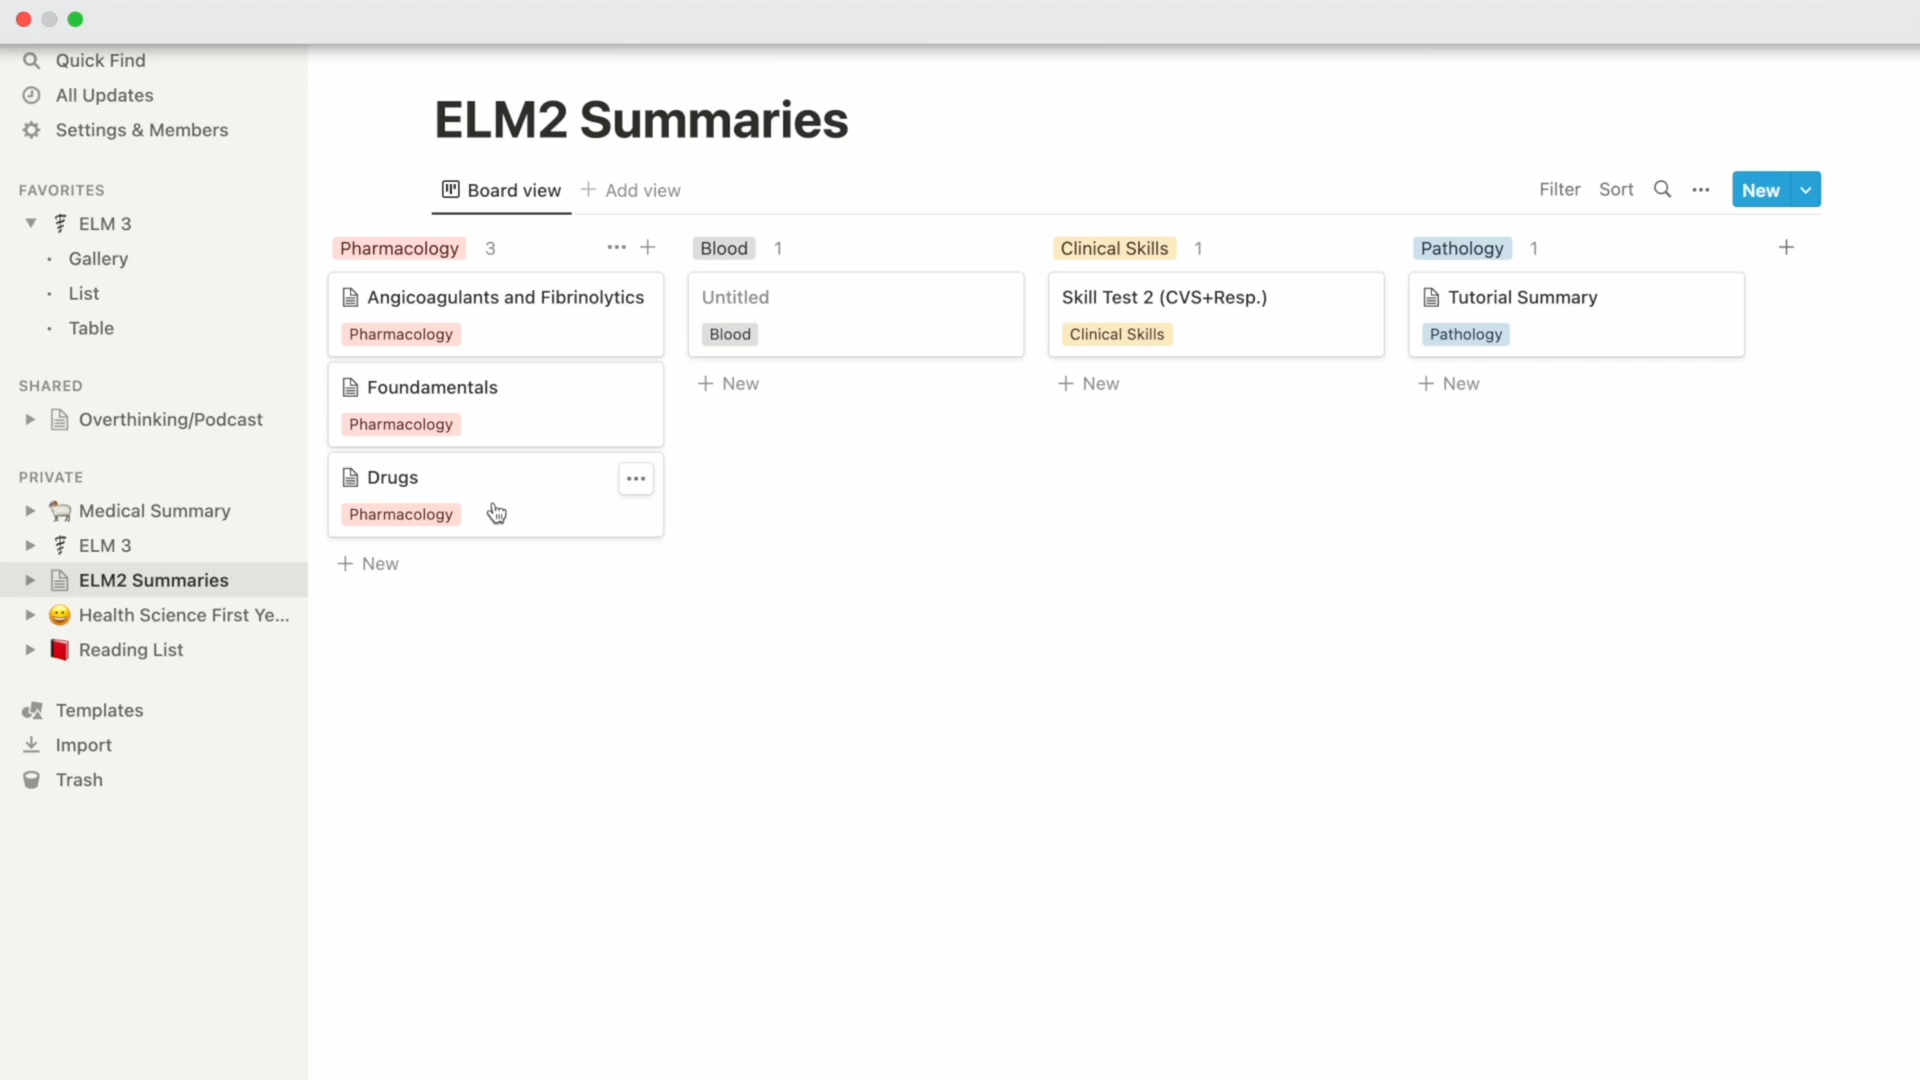 Quick Find
All Updates
Settings & Members
FAVORITES
ELM 3
Gallery
List
Table
SHARED
Overthinking/Podcast
PRIVATE
Medical Summary
ELM 3
ELM2 Summaries
Health Science First Ye...
Reading List
Templates
Import
Trash
ELM2 Summaries
Board view + Add view
Filter Sort ... New
Pharmacology 3 ... +
Angicoagulants and Fibrinolytics
Pharmacology
Foundamentals
Pharmacology
Drugs ...
Pharmacology
+ New
Blood 1
Untitled
Blood
+ New
Clinical Skills 1
Skill Test 2 (CVS+Resp.)
Clinical Skills
+ New
Pathology 1 +
Tutorial Summary
Pathology
+ New